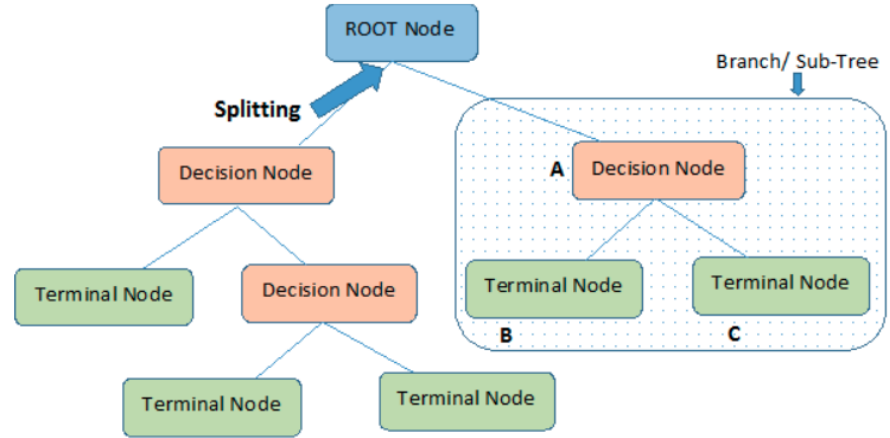 ROOT Node
Branch/ Sub-Tree
Splitting
Decision Node
A
Decision Node
Terminal Node
Decision Node
Terminal Node
Terminal Node
B
C
Terminal Node
Terminal Node